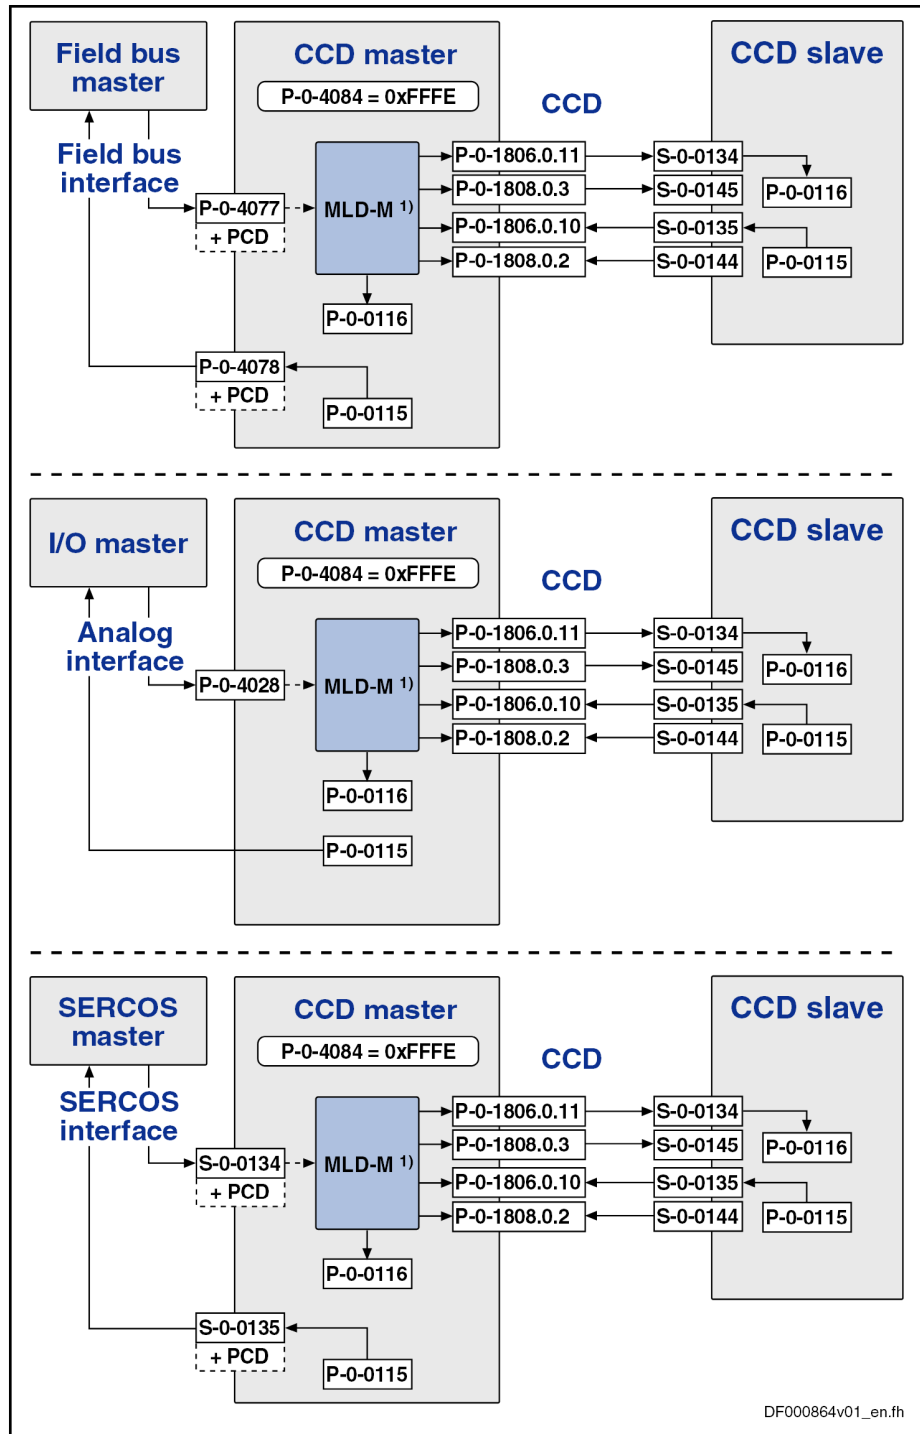 Field bus
master
CCD master
CCD slave
P-0-4084 = 0xFFFE
CCD
Field bus
interface
P-0-4077
+ PCD
MLD-M 1)
P-0-1806.0.11
P-0-1808.0.3
P-0-1806.0.10
P-0-1808.0.2
S-0-0134
S-0-0145
S-0-0135
S-0-0144
P-0-0116
P-0-0115
P-0-0116
P-0-4078
+ PCD
P-0-0115
I/O master
CCD master
CCD slave
P-0-4084 = 0xFFFE
CCD
Analog
interface
P-0-4028
MLD-M 1)
P-0-1806.0.11
P-0-1808.0.3
P-0-1806.0.10
P-0-1808.0.2
S-0-0134
S-0-0145
S-0-0135
S-0-0144
P-0-0116
P-0-0115
P-0-0116
P-0-0115
SERCOS
master
CCD master
CCD slave
P-0-4084 = 0xFFFE
CCD
SERCOS
interface
S-0-0134
+ PCD
MLD-M 1)
P-0-1806.0.11
P-0-1808.0.3
P-0-1806.0.10
P-0-1808.0.2
S-0-0134
S-0-0145
S-0-0135
S-0-0144
P-0-0116
P-0-0115
P-0-0116
S-0-0135
+ PCD
P-0-0115
DF000864v01_en.fh